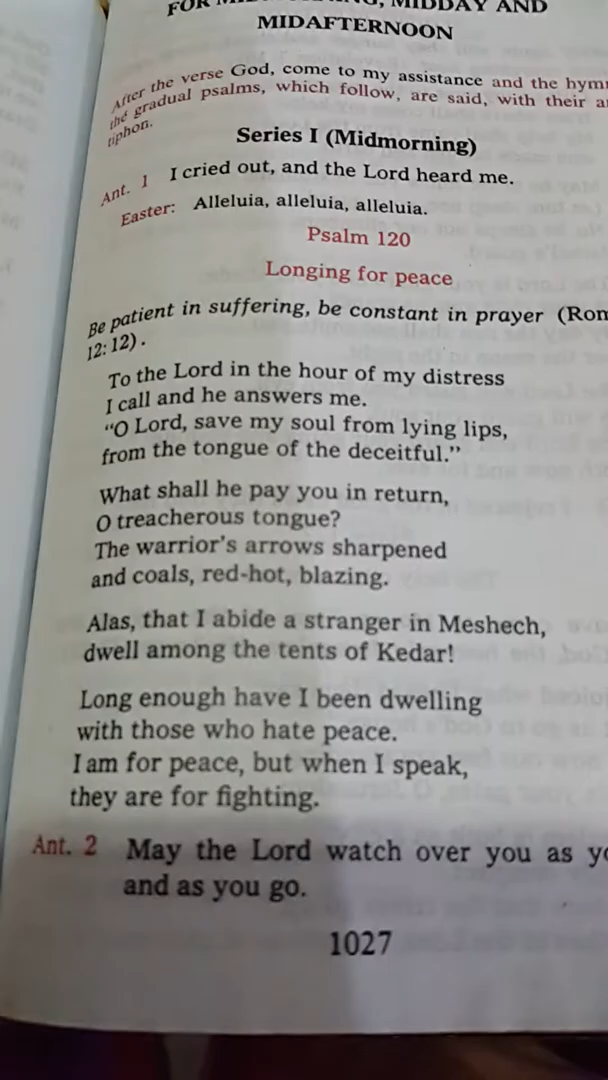 MIDDAY AND
MIDAFTERNOON
After the verse God, come to my assistance and the
the gradual psalms, which follow, are said, with their
tiphon.
Series I (Midmorning)
Ant. 1 I cried out, and the Lord heard me.
Easter: Alleluia, alleluia, alleluia.
Psalm 120
Longing for peace
Be patient in suffering, be constant in prayer (Rom
12:12).
To the Lord in the hour of my distress
I call and he answers me.
“O Lord, save my soul from lying lips,
from the tongue of the deceitful.”
What shall he pay you in return,
O treacherous tongue?
The warrior's arrows sharpened
and coals, red-hot, blazing.
Alas, that I abide a stranger in Meshech,
dwell among the tents of Kedar!
Long enough have I been dwelling
with those who hate peace.
I am for peace, but when I speak,
they are for fighting.
Ant. 2 May the Lord watch over you as
and as you go.
1027